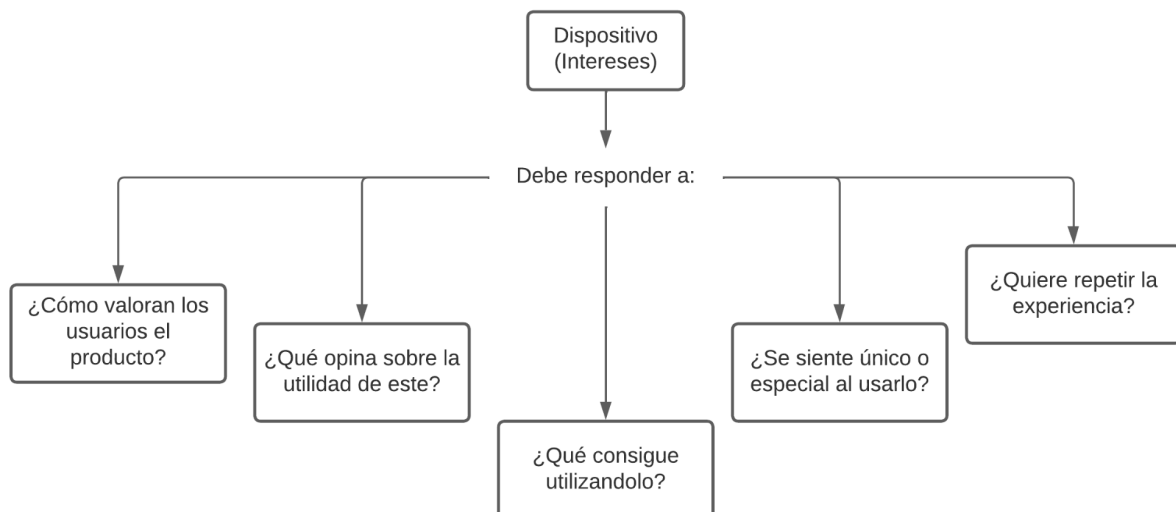 Dispositivo
(Intereses)
Debe responder a:
¿Cómo valoran los
usuarios el
producto?
¿Qué opina sobre la
utilidad de este?
¿Qué consigue
utilizandolo?
¿Se siente único o
especial al usarlo?
¿Quiere repetir la
experiencia?